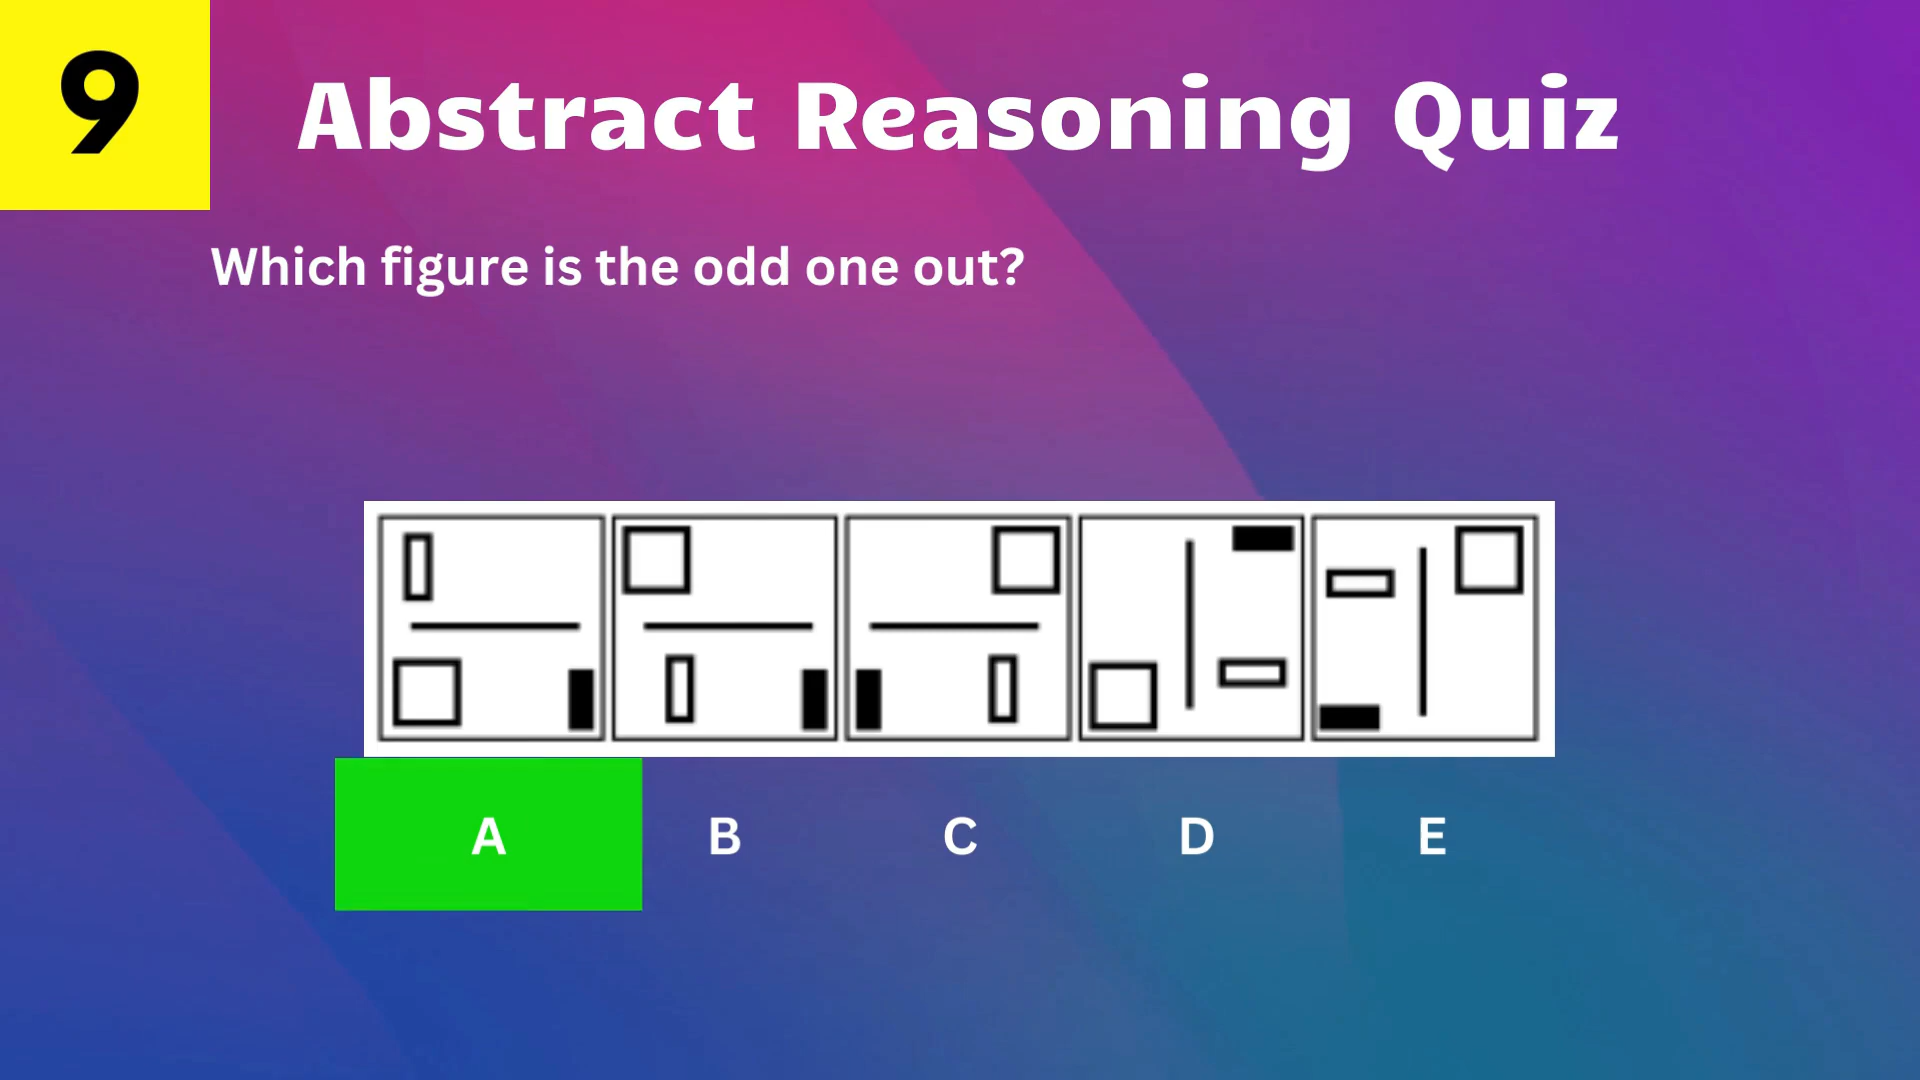 9
Abstract Reasoning Quiz
Which figure is the odd one out?
A B C D E